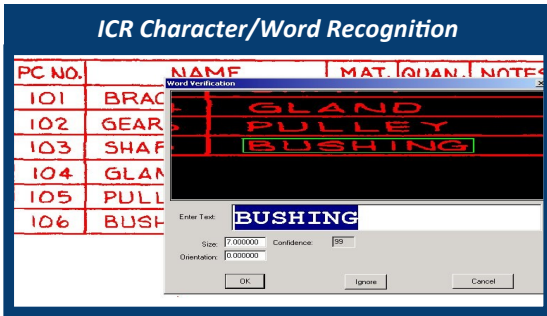 ICR Character/Word Recognition
PC NO. NAME MAT. QUAN. NOTES
Word Verification
101 BRAC
102 GEAR
103 SHAF
104 GLAN
105 PULL
106 BUSH
GLAND
PULLEY
BUSHING
Enter Text: BUSHING
Size: 7.000000 Confidence: 99
Orientation: 0.000000
OK Ignore Cancel